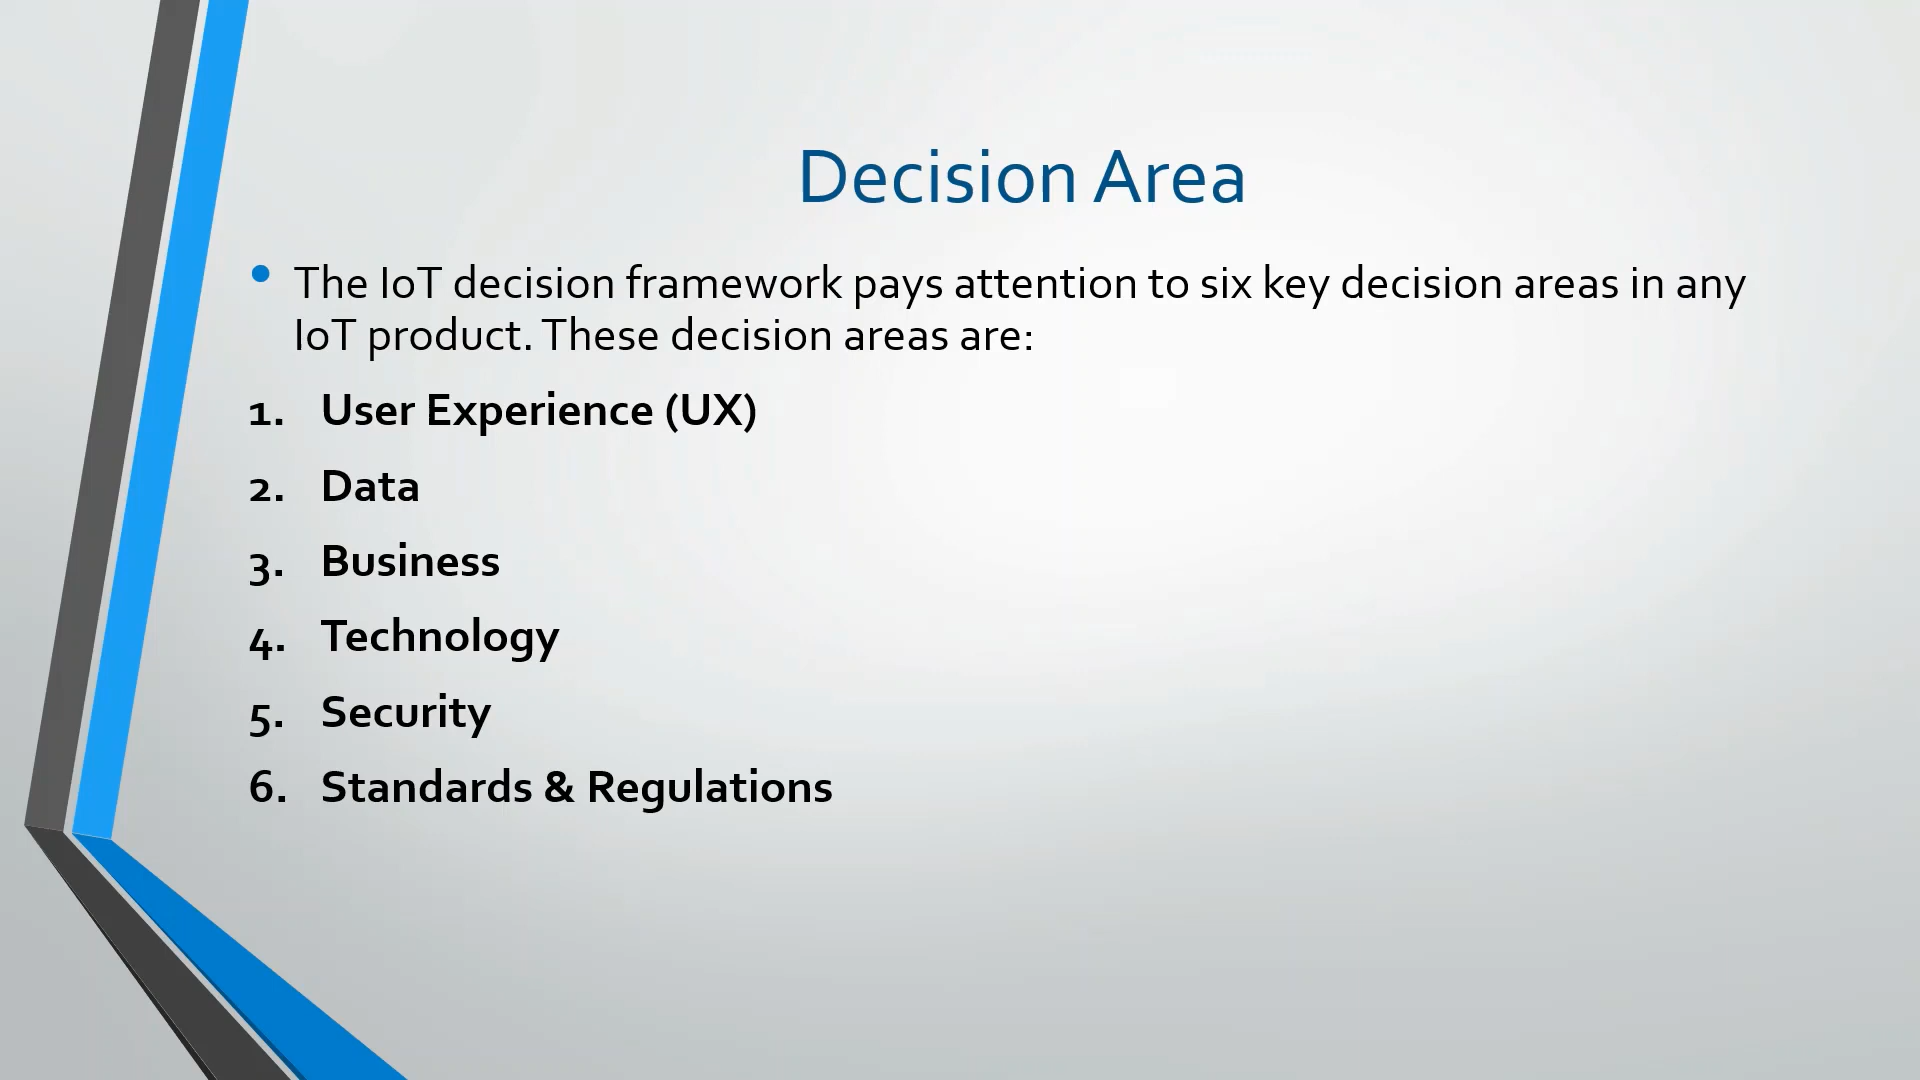 Decision Area
• The IoT decision framework pays attention to six key decision areas in any
IoT product. These decision areas are:
1. User Experience (UX)
2. Data
3. Business
4. Technology
5. Security
6. Standards & Regulations